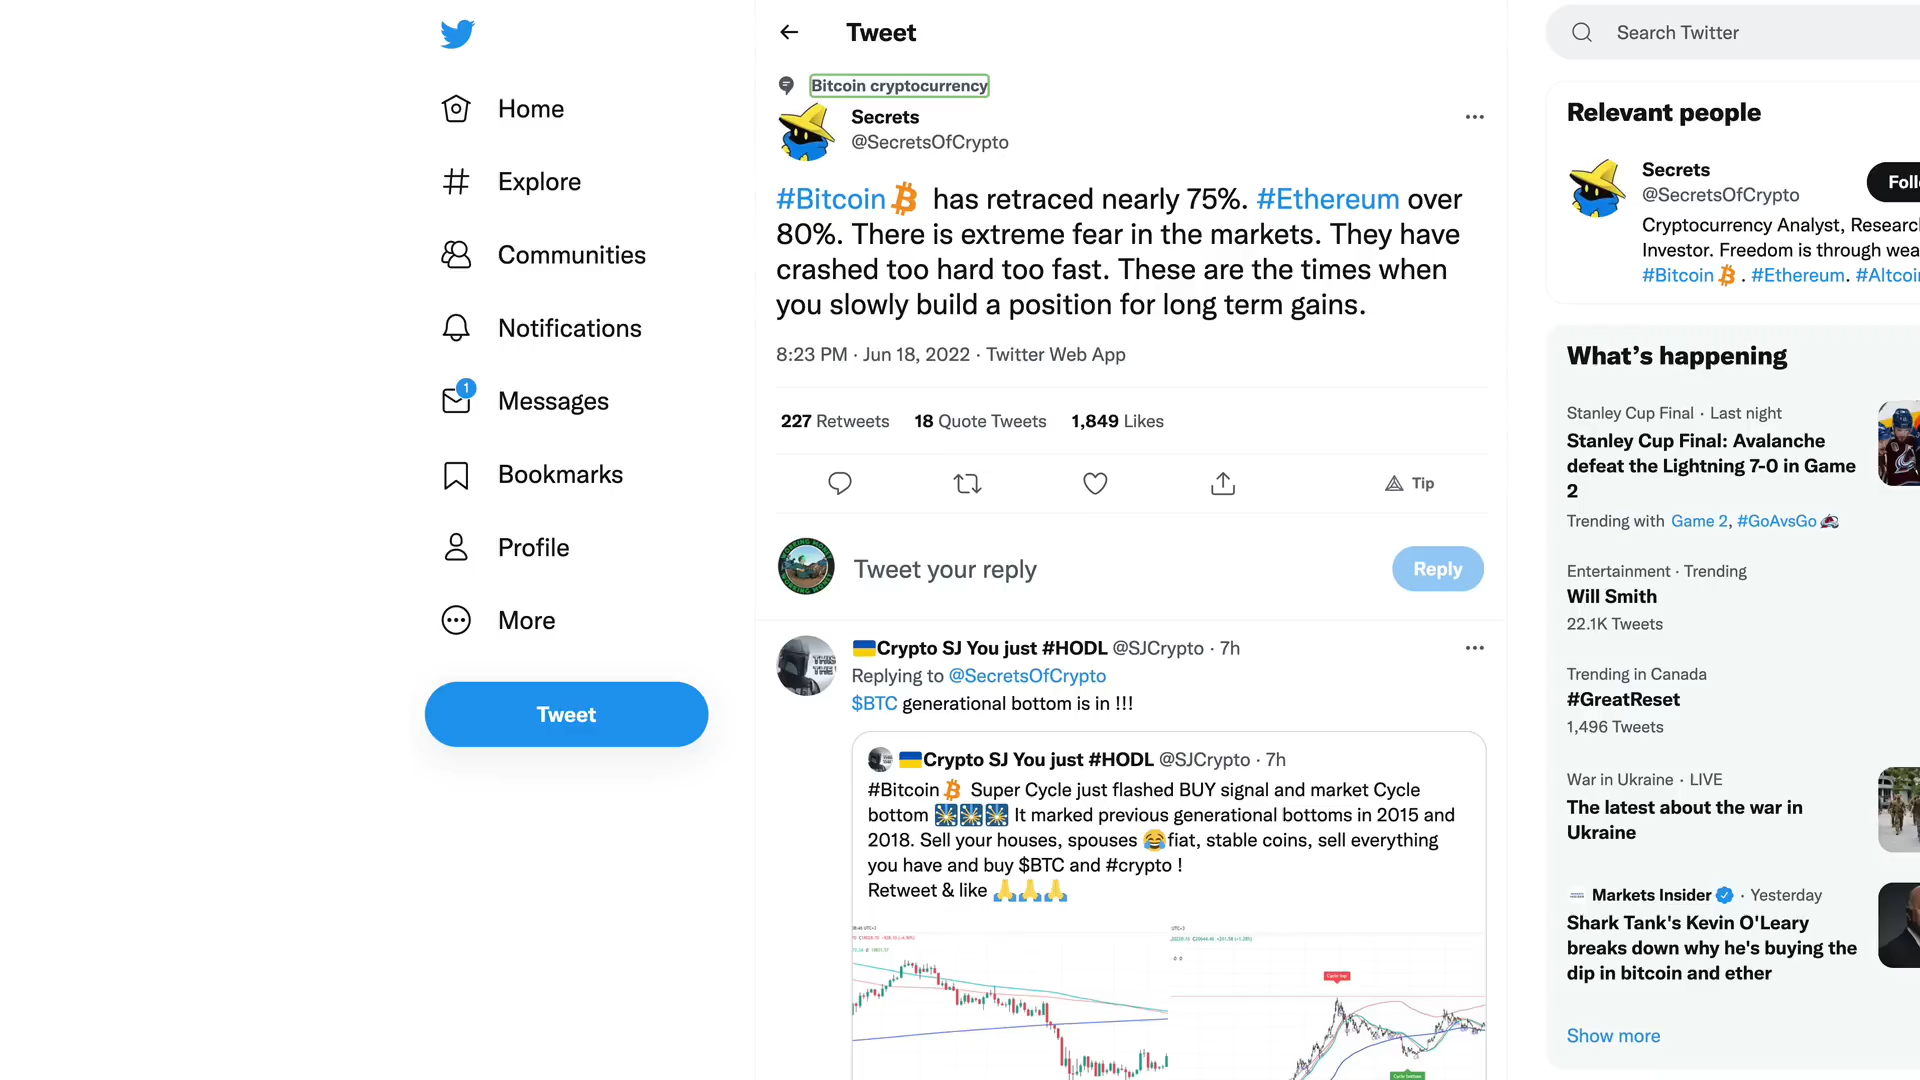 Home
Explore
Communities
Notifications
1
Messages
Bookmarks
Profile
More
Tweet
Tweet
Bitcoin cryptocurrency
Secrets
@SecretsOfCrypto
#Bitcoin has retraced nearly 75%. #Ethereum over
80%. There is extreme fear in the markets. They have
crashed too hard too fast. These are the times when
you slowly build a position for long term gains.
8:23 PM · Jun 18, 2022 · Twitter Web App
227 Retweets 18 Quote Tweets 1,849 Likes
Tip
Tweet your reply
Reply
Crypto SJ You just #HODL @SJCrypto · 7h
Replying to @SecretsOfCrypto
$BTC generational bottom is in !!!
Crypto SJ You just #HODL @SJCrypto · 7h
#Bitcoin Super Cycle just flashed BUY signal and market Cycle
bottom It marked previous generational bottoms in 2015 and
2018. Sell your houses, spouses 😂fiat, stable coins, sell everything
you have and buy $BTC and #crypto !
Retweet & like 🙏🙏🙏
Cycle top
Cycle bottom
Search Twitter
Relevant people
Secrets
@SecretsOfCrypto
Foll
Cryptocurrency Analyst, Researc
Investor. Freedom is through wea
#Bitcoin . #Ethereum. #Altcoi
What's happening
Stanley Cup Final · Last night
Stanley Cup Final: Avalanche
defeat the Lightning 7-0 in Game
2
Trending with Game 2, #GoAvsGo
Entertainment · Trending
Will Smith
22.1K Tweets
Trending in Canada
#GreatReset
1,496 Tweets
War in Ukraine · LIVE
The latest about the war in
Ukraine
Markets Insider · Yesterday
Shark Tank's Kevin O'Leary
breaks down why he's buying the
dip in bitcoin and ether
Show more